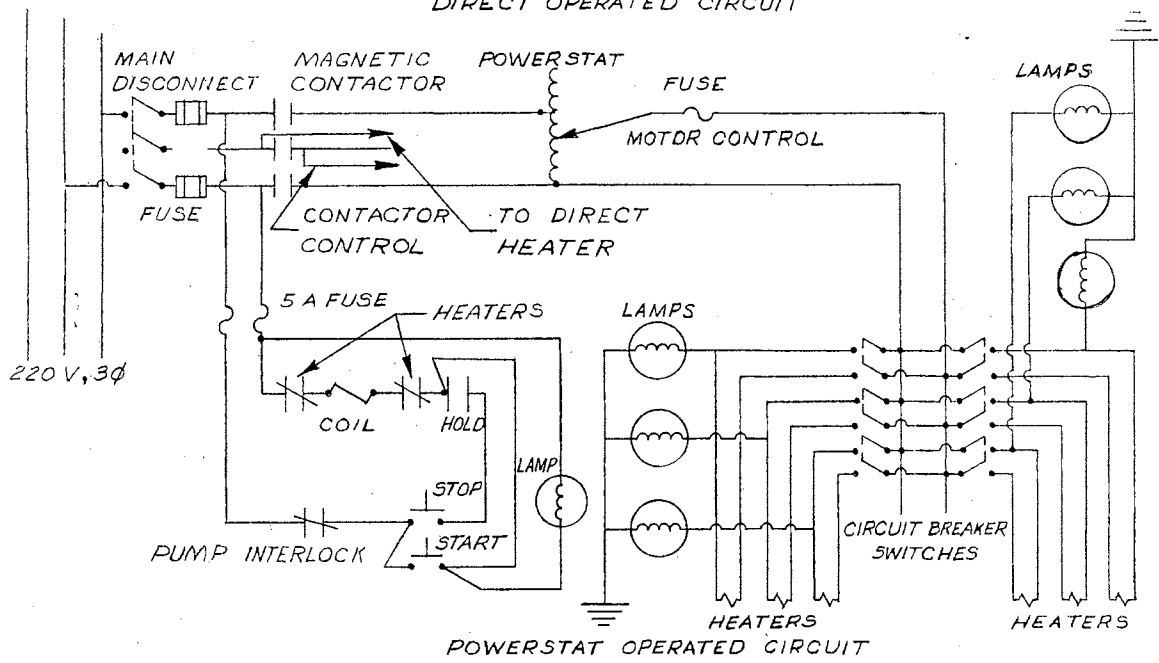 DIRECT OPERATED CIRCUIT
MAIN
DISCONNECT
MAGNETIC
CONTACTOR
POWERSTAT
FUSE
MOTOR CONTROL
LAMPS
FUSE
CONTACTOR
CONTROL
TO DIRECT
HEATER
5 A FUSE
HEATERS
LAMPS
220 V, 3φ
COIL
HOLD
LAMP
STOP
START
PUMP INTERLOCK
CIRCUIT BREAKER
SWITCHES
HEATERS
HEATERS
POWERSTAT OPERATED CIRCUIT